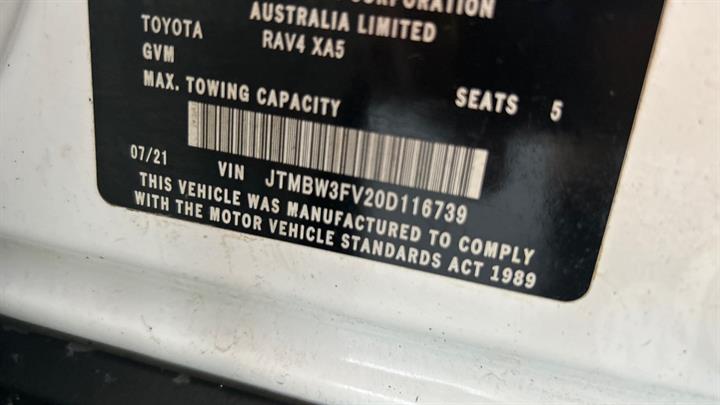 CORPORATION
AUSTRALIA LIMITED
TOYOTA RAV4 XA5
GVM
MAX. TOWING CAPACITY SEATS 5
07/21 VIN JTMBW3FV20D116739
THIS VEHICLE WAS MANUFACTURED TO COMPLY
WITH THE MOTOR VEHICLE STANDARDS ACT 1989